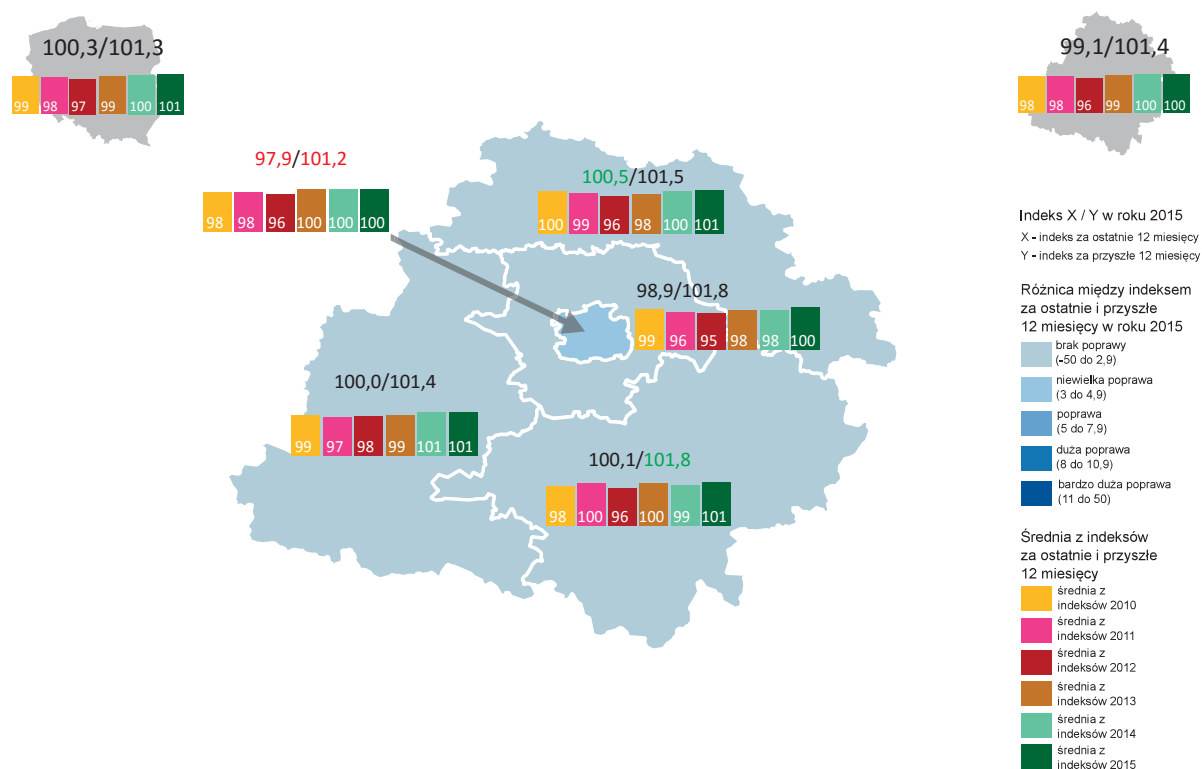 100,3/101,3
99 98 97 99 100 101
99,1/101,4
98 98 96 99 100 100
97,9/101,2
98 98 96 100 100 100
100,5/101,5
100 99 96 98 100 101
98,9/101,8
99 96 95 98 98 100
100,0/101,4
99 97 98 99 101 101
100,1/101,8
98 100 96 100 99 101
Indeks X / Y w roku 2015
X - indeks za ostatnie 12 miesięcy
Y - indeks za przyszłe 12 miesięcy
Różnica między indeksem
za ostatnie i przyszłe
12 miesięcy w roku 2015
brak poprawy
(-50 do 2,9)
niewielka poprawa
(3 do 4,9)
poprawa
(5 do 7,9)
duża poprawa
(8 do 10,9)
bardzo duża poprawa
(11 do 50)
Średnia z indeksów
za ostatnie i przyszłe
12 miesięcy
średnia z
indeksów 2010
średnia z
indeksów 2011
średnia z
indeksów 2012
średnia z
indeksów 2013
średnia z
indeksów 2014
średnia z
indeksów 2015